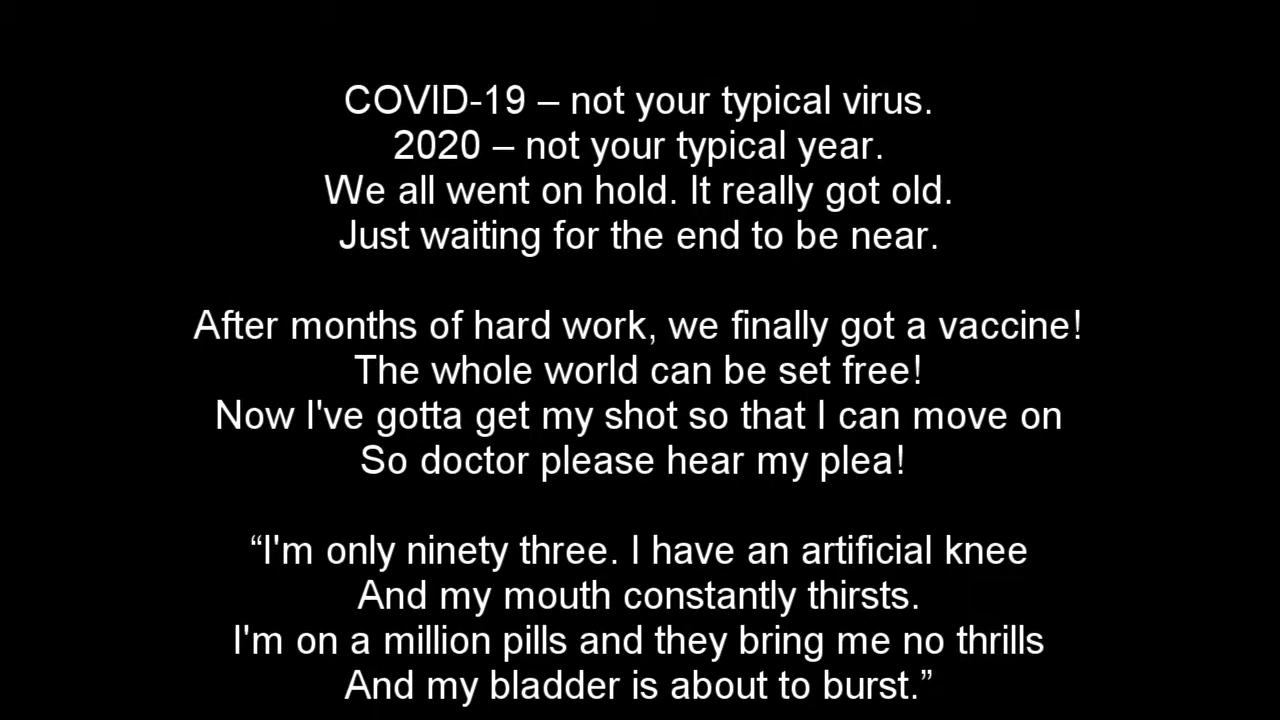 COVID-19 – not your typical virus.
2020 – not your typical year.
We all went on hold. It really got old.
Just waiting for the end to be near.
After months of hard work, we finally got a vaccine!
The whole world can be set free!
Now I've gotta get my shot so that I can move on
So doctor please hear my plea!
“I'm only ninety three. I have an artificial knee
And my mouth constantly thirsts.
I'm on a million pills and they bring me no thrills
And my bladder is about to burst.”